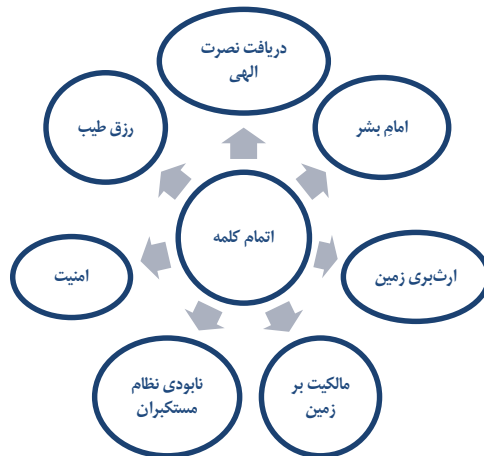 دریافت نصرت
الهی
امامِ بشر
ارث‌بری زمین
مالکیت بر
زمین
نابودی نظام
مستکبران
امنیت
رزق طیب
اتمام کلمه